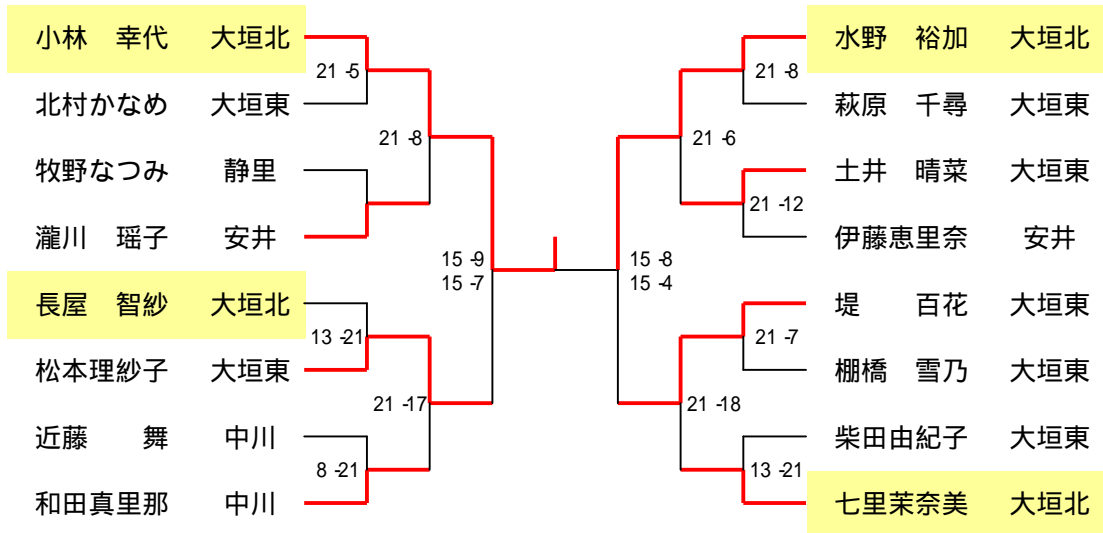 小林　幸代　大垣北
21 -5
北村かなめ　大垣東
21 -8
牧野なつみ　静里
瀧川　瑶子　安井
15 -9
15 -7
長屋　智紗　大垣北
13 -21
松本理紗子　大垣東
21 -17
近藤　　舞　中川
8 -21
和田真里那　中川
水野　裕加　大垣北
21 -8
萩原　千尋　大垣東
21 -6
土井　晴菜　大垣東
21 -12
伊藤恵里奈　安井
15 -8
15 -4
堤　　百花　大垣東
21 -7
棚橋　雪乃　大垣東
21 -18
柴田由紀子　大垣東
13 -21
七里茉奈美　大垣北